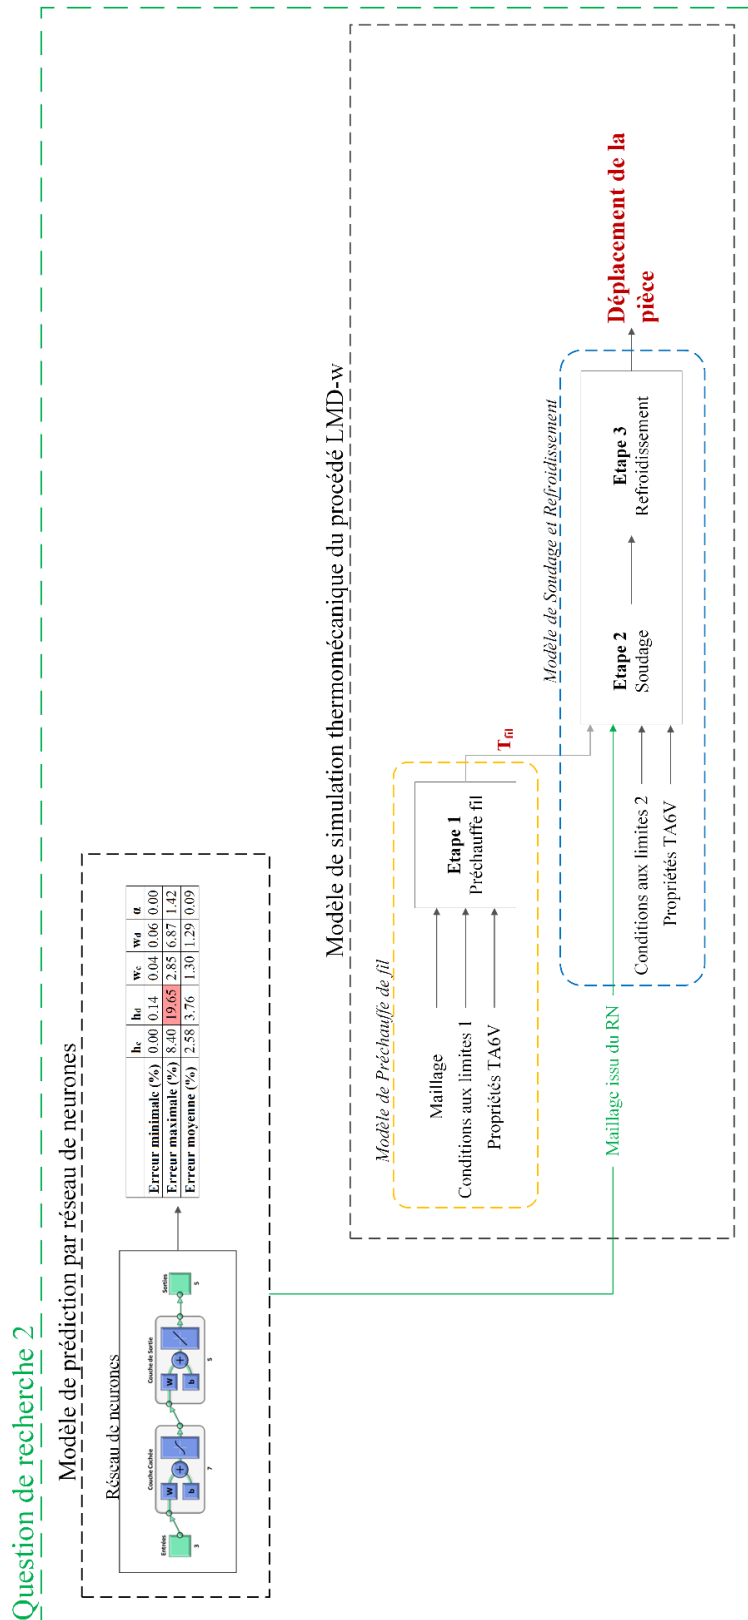 Question de recherche 2
Modèle de prédiction par réseau de neurones
Réseau de neurones
Entrées
3
Couche Cachée
W
+
b
7
Couche de Sortie
W
+
b
5
Sorties
5
hc hd wc wd α
Erreur minimale (%) 0.00 0.14 0.04 0.06 0.00
Erreur maximale (%) 8.40 19.65 2.85 6.87 1.42
Erreur moyenne (%) 2.58 3.76 1.30 1.29 0.09
Modèle de simulation thermomécanique du procédé LMD-w
Modèle de Préchauffe de fil
Maillage
Conditions aux limites 1
Propriétés TA6V
Etape 1
Préchauffe fil
Tfil
Modèle de Soudage et Refroidissement
Maillage issu du RN
Conditions aux limites 2
Propriétés TA6V
Etape 2
Soudage
Etape 3
Refroidissement
Déplacement de la
pièce